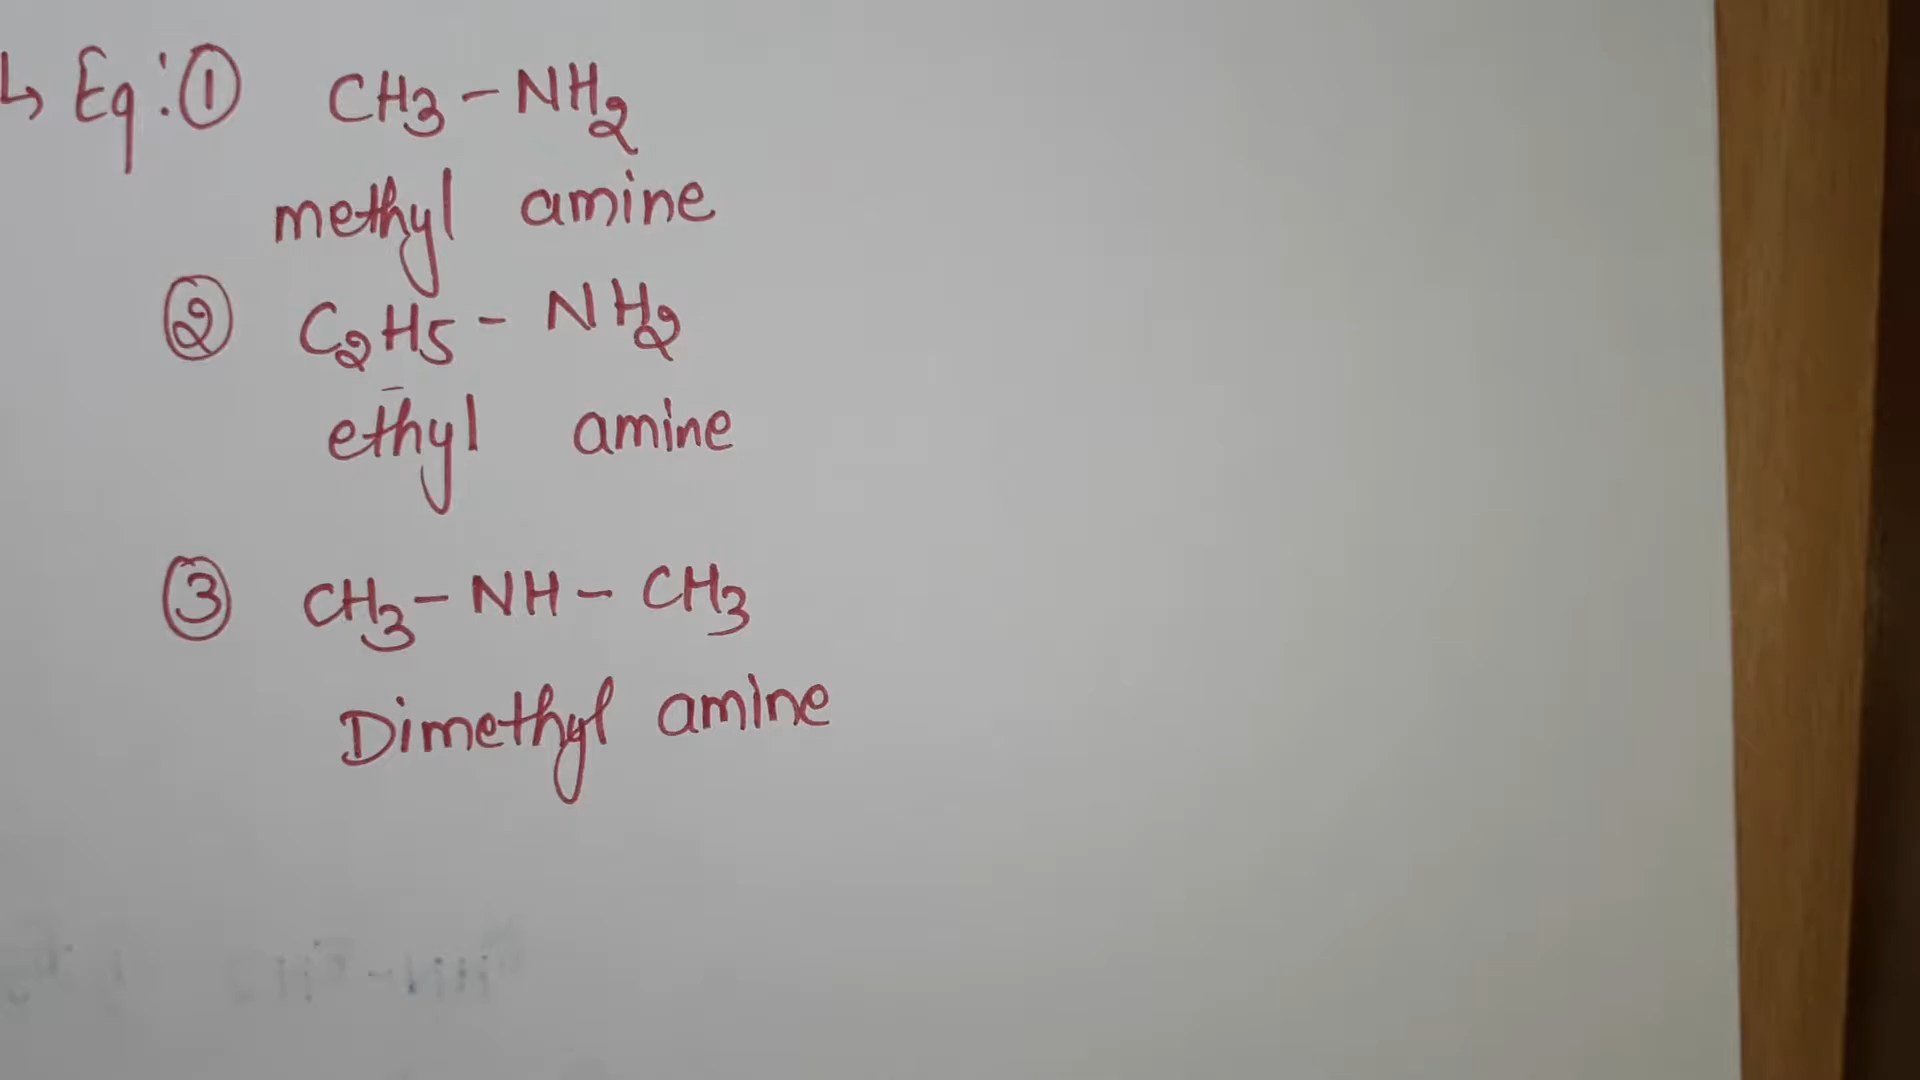 ↳ Eg:① CH3-NH2
methyl amine
② C2H5-NH2
ethyl amine
③ CH3-NH-CH3
Dimethyl amine